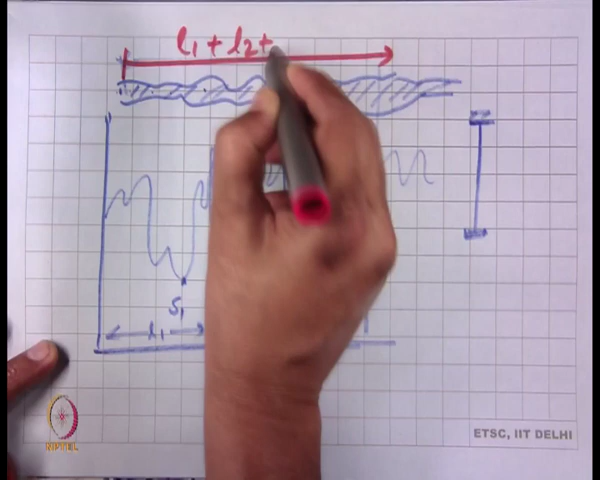 l₁ + l₂ +
S₁
l₁
ETSC, IIT DELHI
NPTEL